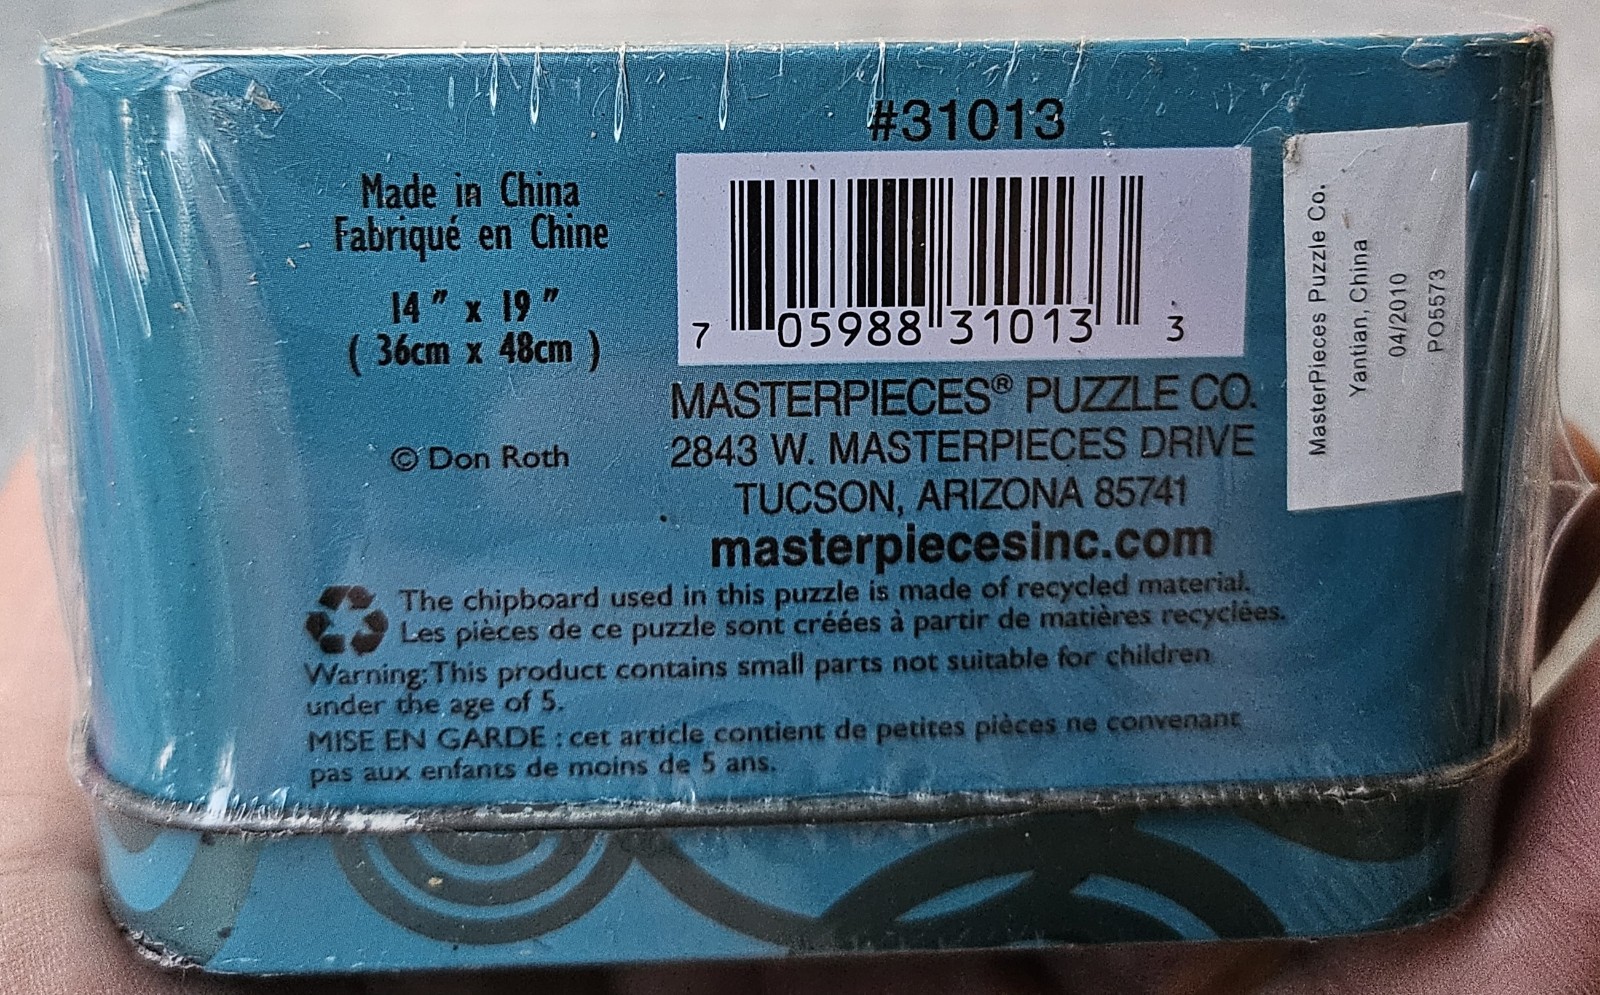 #31013
Made in China
Fabriqué en Chine
14" x 19"
( 36cm x 48cm )
© Don Roth
7 05988 31013 3
MASTERPIECES® PUZZLE CO.
2843 W. MASTERPIECES DRIVE
TUCSON, ARIZONA 85741
masterpiecesinc.com
The chipboard used in this puzzle is made of recycled material.
Les pièces de ce puzzle sont créées à partir de matières recyclées.
Warning: This product contains small parts not suitable for children
under the age of 5.
MISE EN GARDE : cet article contient de petites pièces ne convenant
pas aux enfants de moins de 5 ans.
MasterPieces Puzzle Co.
Yantian, China
04/2010
PO5573